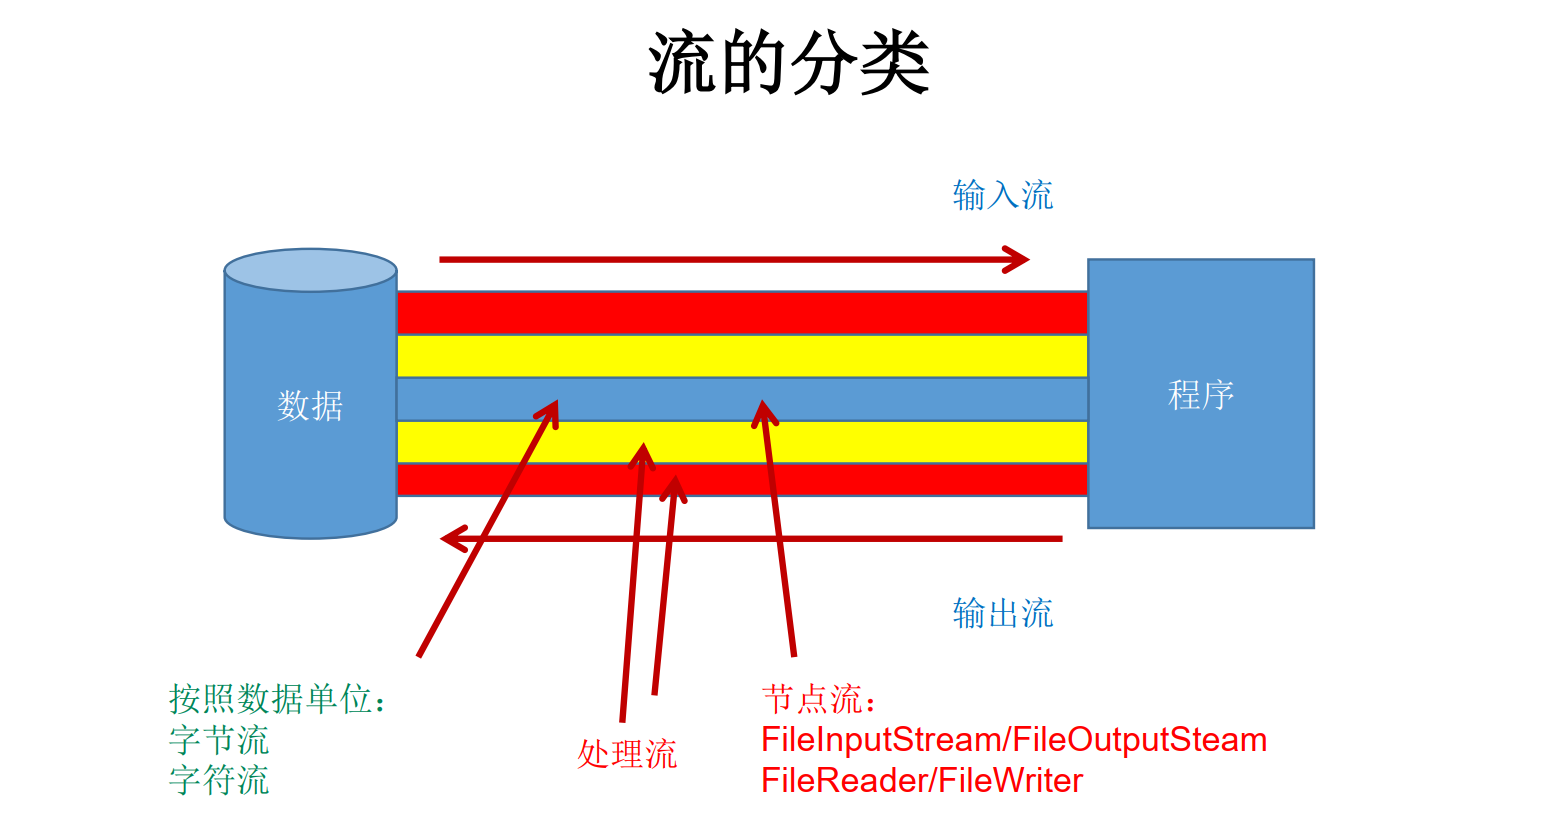 流的分类
输入流
数据
程序
输出流
按照数据单位：
字节流
字符流
处理流
节点流：
FileInputStream/FileOutputSteam
FileReader/FileWriter